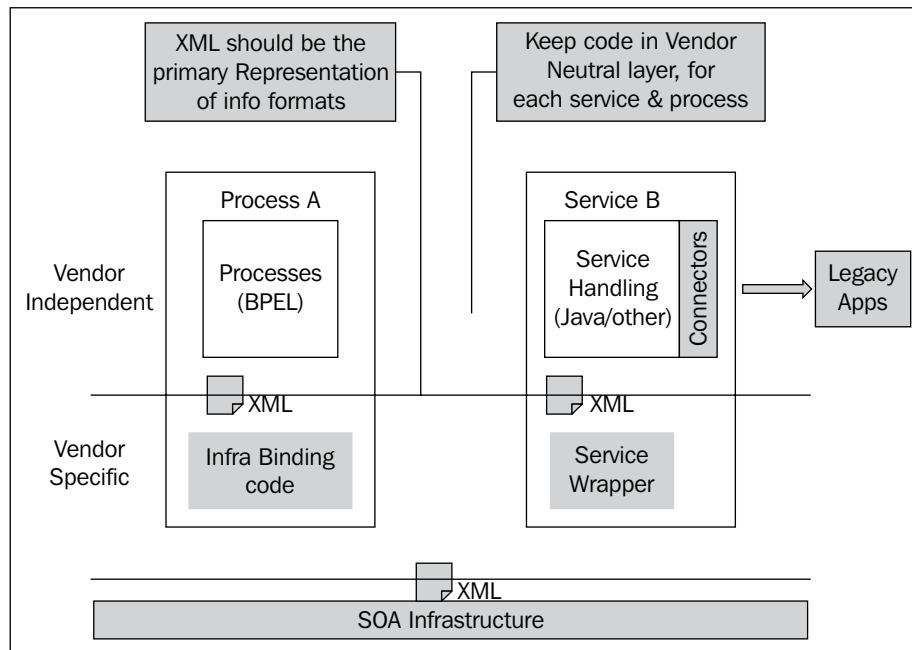 XML should be the
primary Representation
of info formats
Keep code in Vendor
Neutral layer, for
each service & process
Process A
Service B
Vendor
Independent
Processes
(BPEL)
Service
Handling
(Java/other)
Connectors
Legacy
Apps
XML
XML
Vendor
Specific
Infra Binding
code
Service
Wrapper
XML
SOA Infrastructure